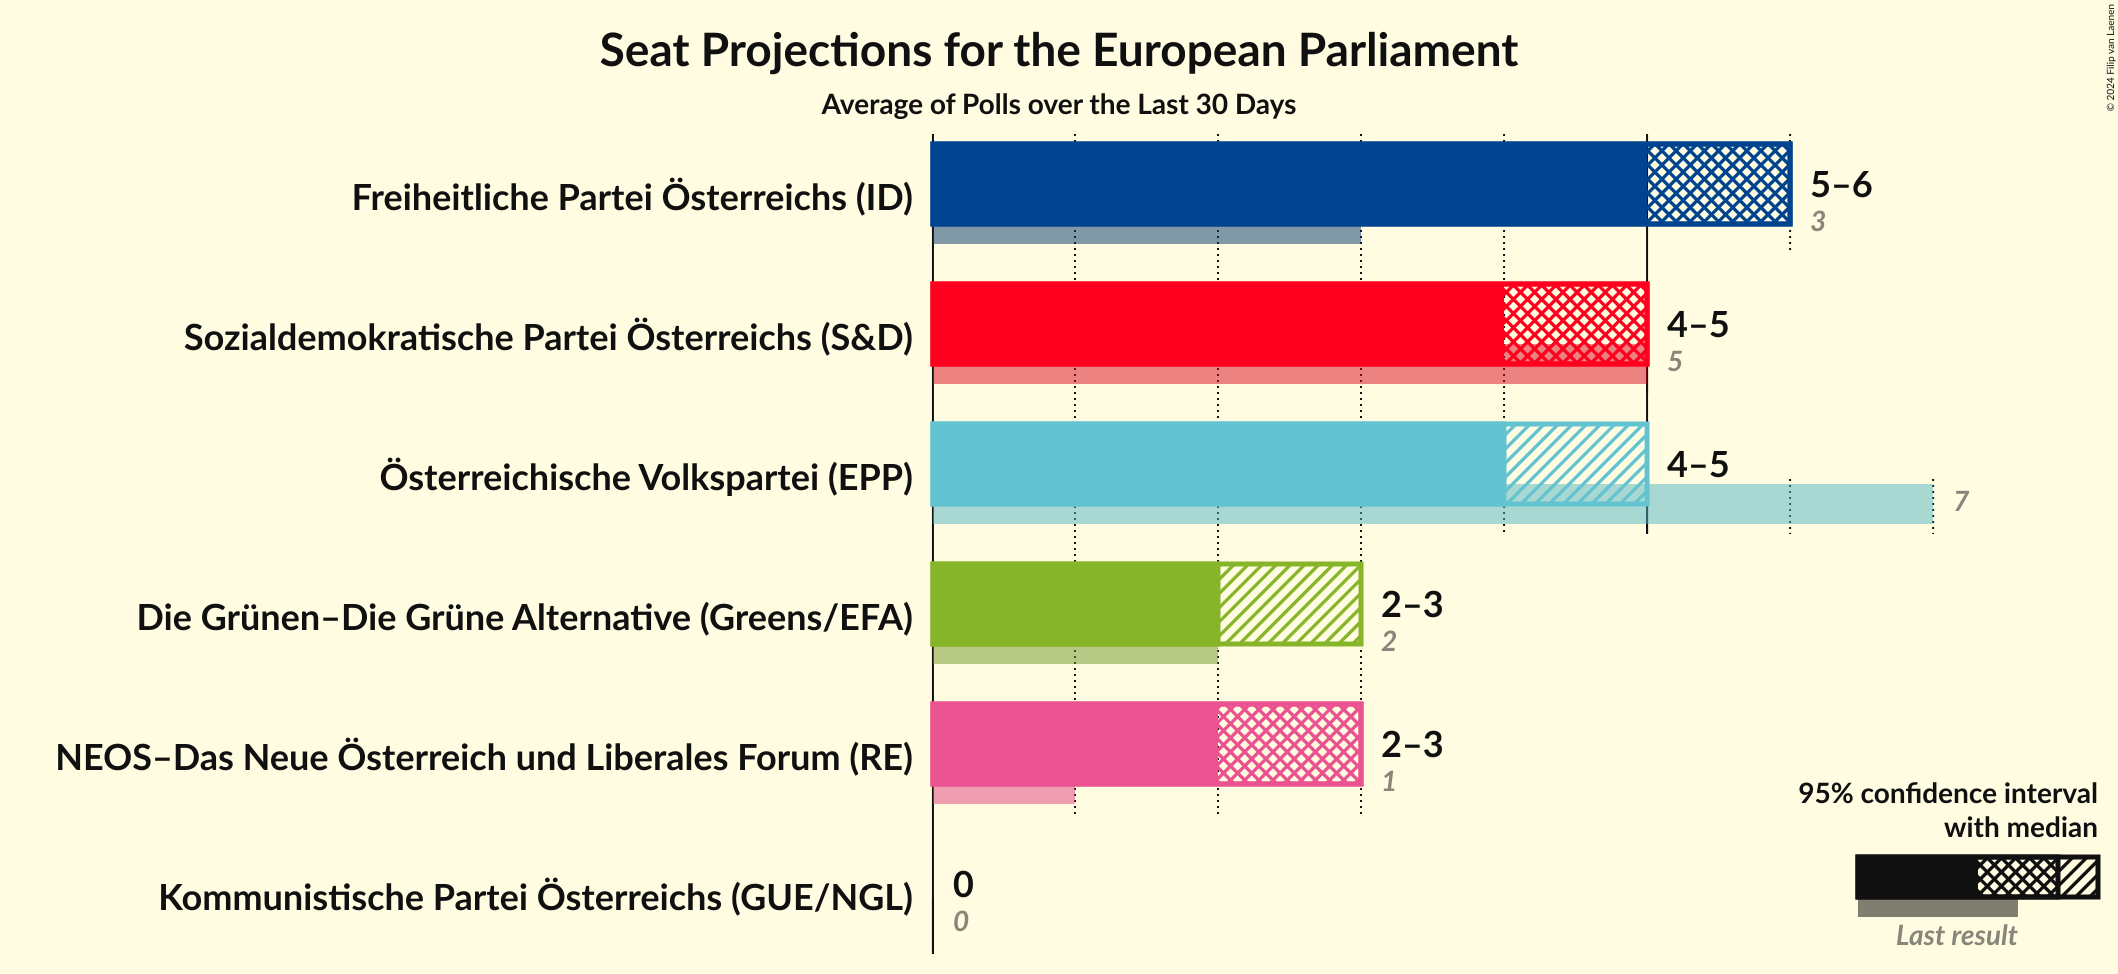 Seat Projections for the European Parliament
Average of Polls over the Last 30 Days
© 2024 Filip van Laenen
Freiheitliche Partei Österreichs (ID)
5–6
3
Sozialdemokratische Partei Österreichs (S&D)
4–5
5
Österreichische Volkspartei (EPP)
4–5
7
Die Grünen–Die Grüne Alternative (Greens/EFA)
2–3
2
NEOS–Das Neue Österreich und Liberales Forum (RE)
2–3
1
Kommunistische Partei Österreichs (GUE/NGL)
0
0
95% confidence interval
with median
Last result